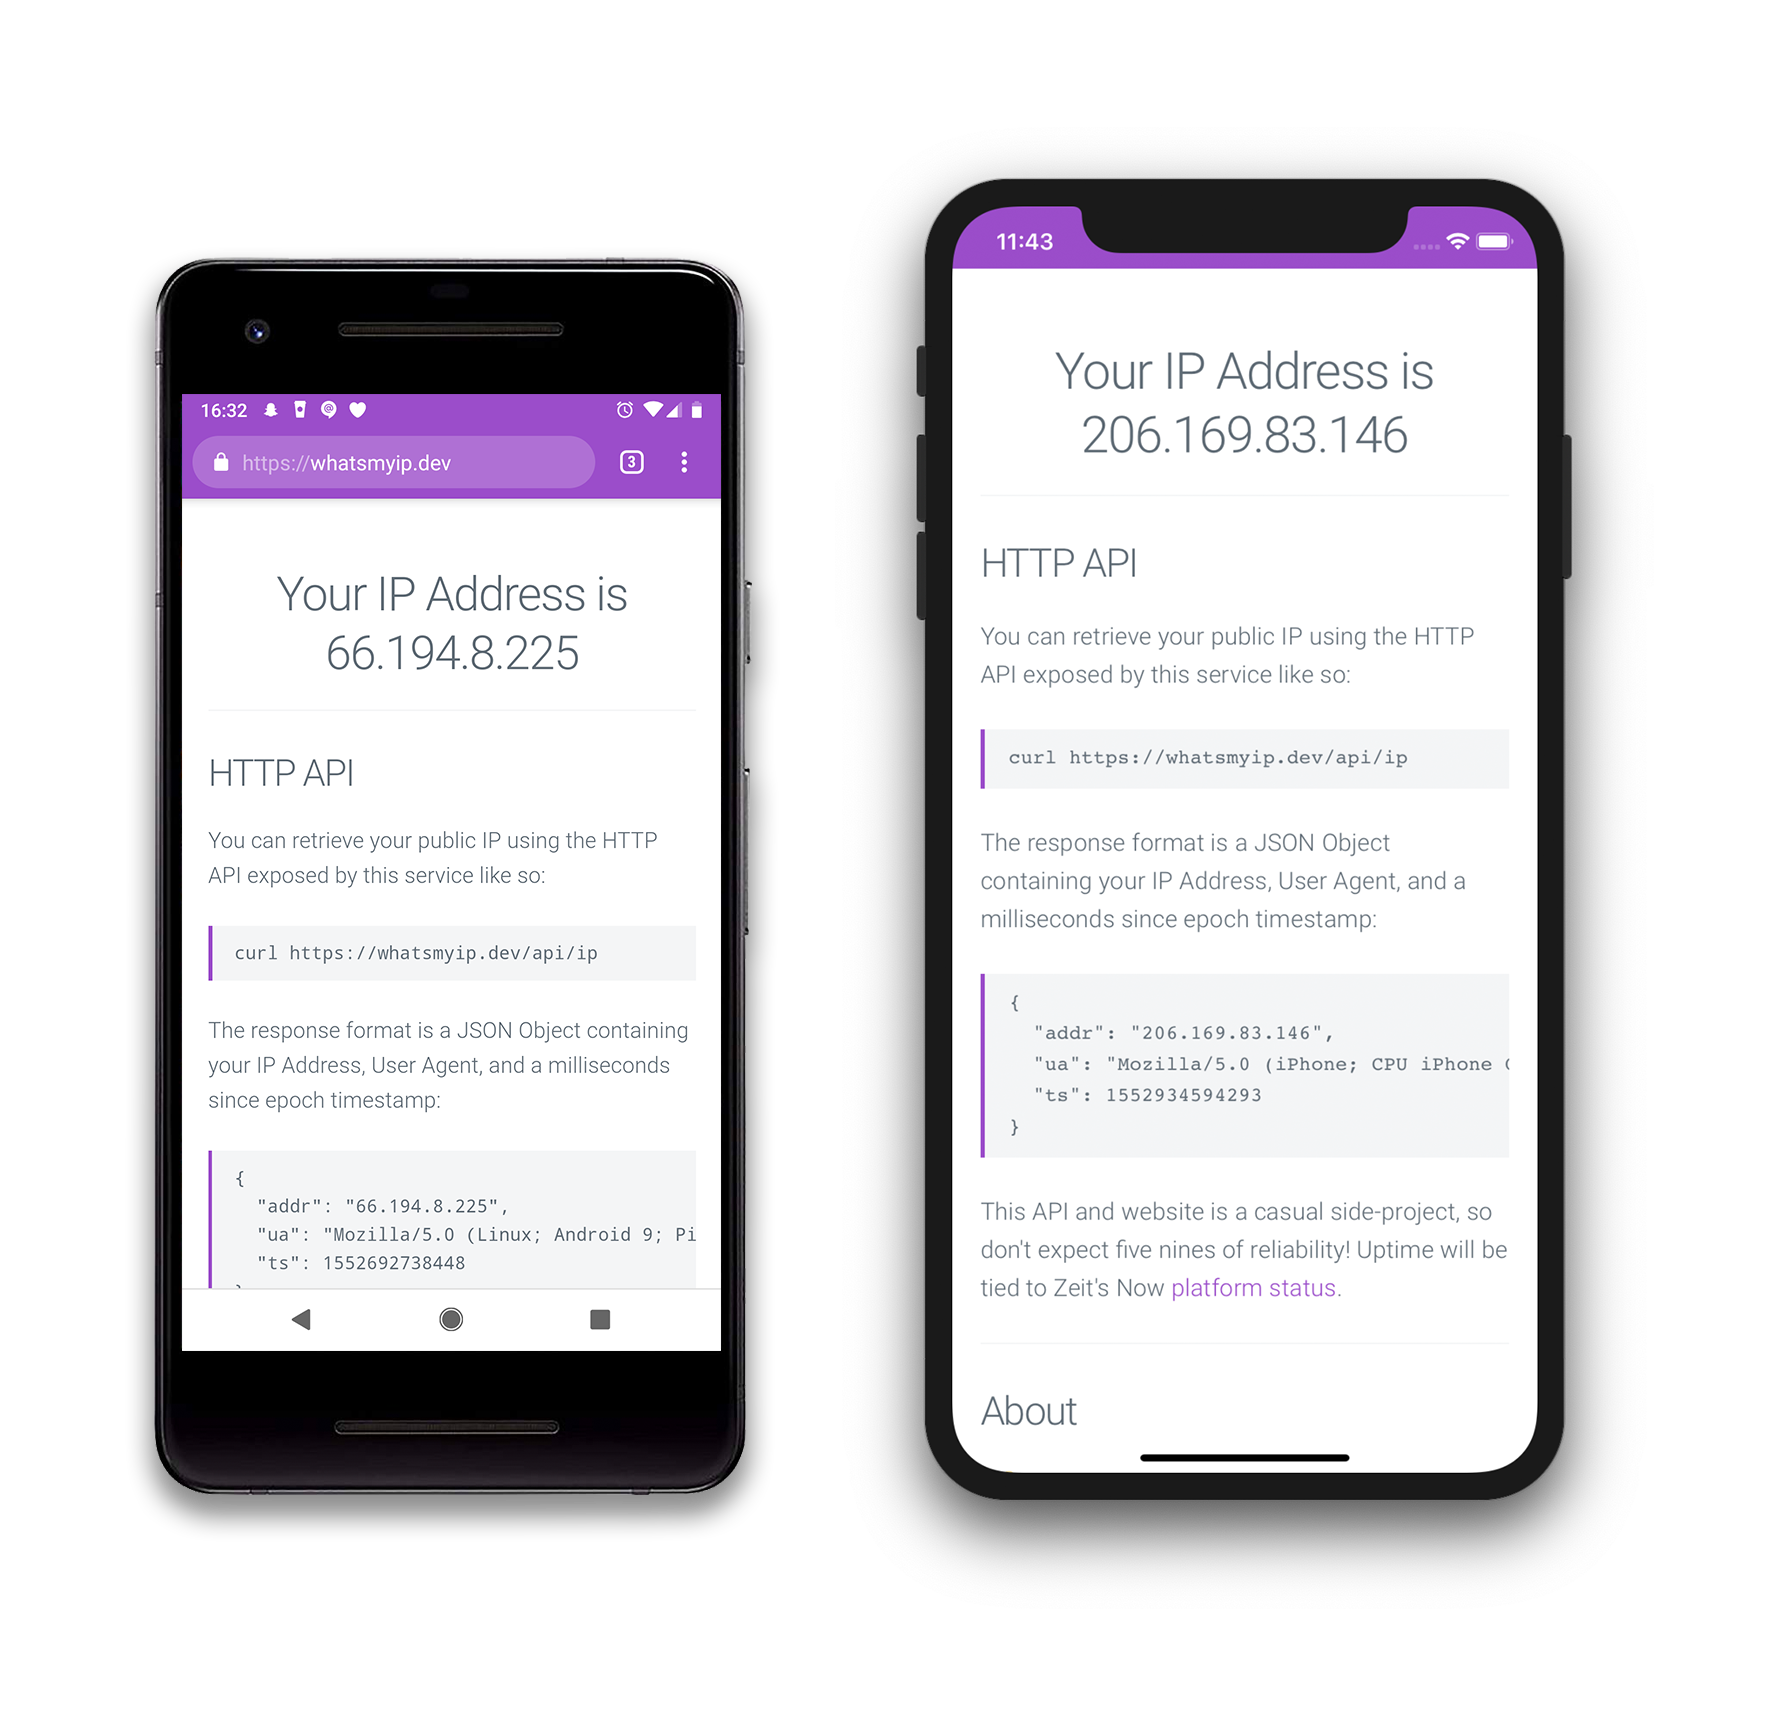 16:32
3
https://whatsmyip.dev
Your IP Address is
66.194.8.225
HTTP API
You can retrieve your public IP using the HTTP
API exposed by this service like so:
curl https://whatsmyip.dev/api/ip
The response format is a JSON Object containing
your IP Address, User Agent, and a milliseconds
since epoch timestamp:
{
"addr": "66.194.8.225",
"ua": "Mozilla/5.0 (Linux; Android 9; Pi
"ts": 1552692738448
11:43
Your IP Address is
206.169.83.146
HTTP API
You can retrieve your public IP using the HTTP
API exposed by this service like so:
curl https://whatsmyip.dev/api/ip
The response format is a JSON Object
containing your IP Address, User Agent, and a
milliseconds since epoch timestamp:
{
"addr": "206.169.83.146",
"ua": "Mozilla/5.0 (iPhone; CPU iPhone
"ts": 1552934594293
}
This API and website is a casual side-project, so
don't expect five nines of reliability! Uptime will be
tied to Zeit's Now platform status.
About